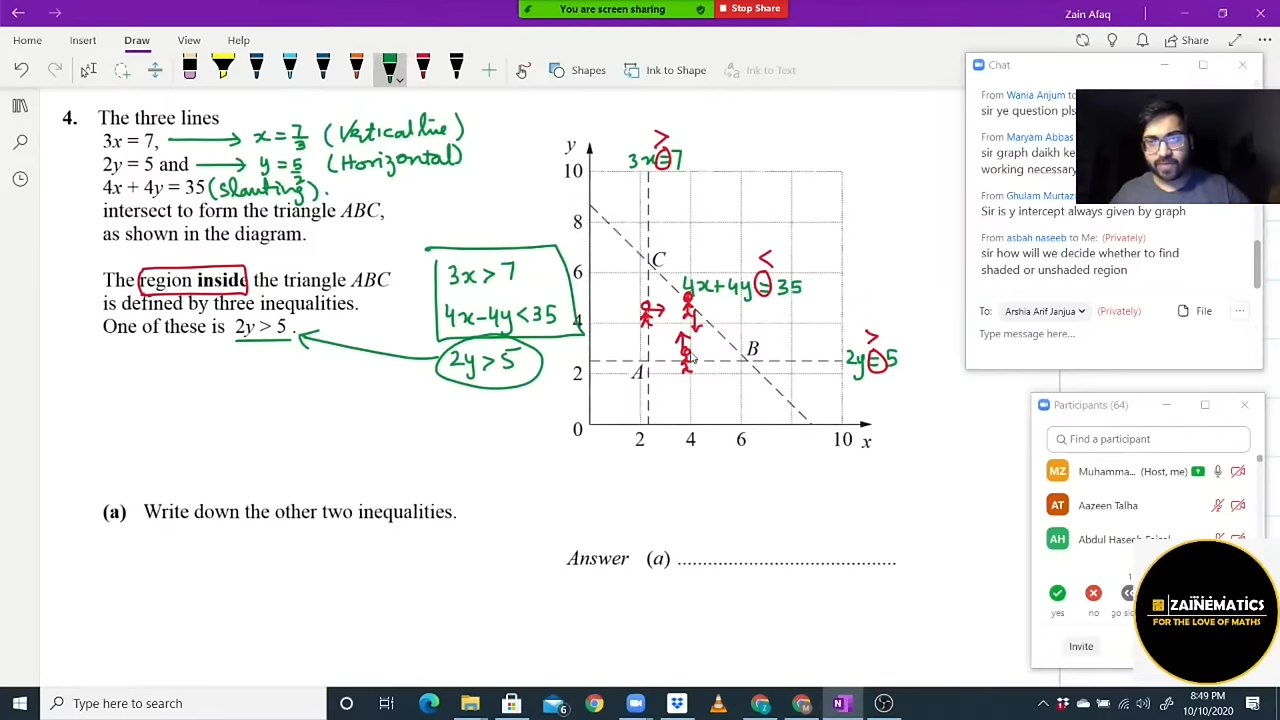 You are screen sharing
Stop Share
Zain Afaq
Home Insert Draw View Help
Share
Shapes
Ink to Shape
Ink to Text
4. The three lines
3x = 7, → x = 7/3 (Vertical line)
2y = 5 and → y = 5/2 (Horizontal)
4x + 4y = 35 (slanting).
intersect to form the triangle ABC,
as shown in the diagram.
The region inside the triangle ABC
is defined by three inequalities.
One of these is 2y > 5 .
3x > 7
4x-4y < 35
2y > 5
y
>
3x = 7
10
8
6
4
2
0
2 4 6 10 x
C
<
4x+4y = 35
B
A
>
2y = 5
(a) Write down the other two inequalities.
Answer (a) ..........................................
Chat
From Wania Anjum to
sir ye question pls
From Maryam Abbas
sir graph daikh ke
working necessary
From Ghulam Murtaz
Sir is y intercept always given by graph
From asbah naseeb to Me: (Privately)
sir how will we decide whether to find
shaded or unshaded region
To: Arshia Arif Janjua (Privately) File
Type message here...
Participants (64)
Find a participant
MZ Muhamma... (Host, me)
AT Aazeen Talha
AH Abdul Haseeb Faisal
1
yes no go slo
Invite
ZAINEMATICS
FOR THE LOVE OF MATHS
Type here to search
6
8:49 PM
10/10/2020